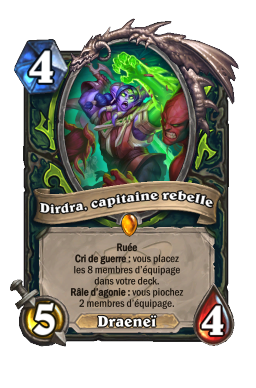 4
Dirdra, capitaine rebelle
Ruée
Cri de guerre : vous placez
les 8 membres d'équipage
dans votre deck.
Râle d'agonie : vous piochez
2 membres d'équipage.
5
Draeneï
4